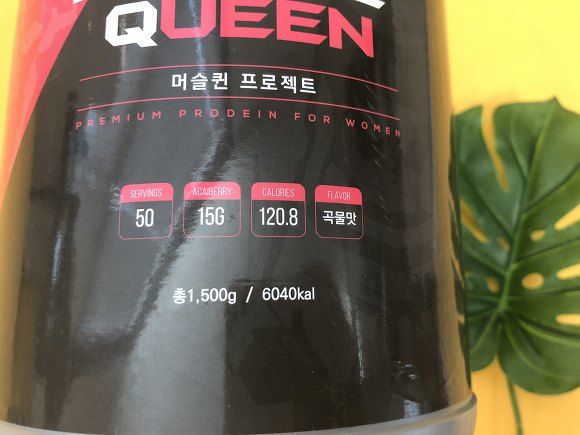 QUEEN
머슬퀸 프로젝트
PREMIUM PRODEIN FOR WOMEN
SERVINGS ACAIBERRY CALORIES FLAVOR
50 15G 120.8 곡물맛
총1,500g / 6040kal